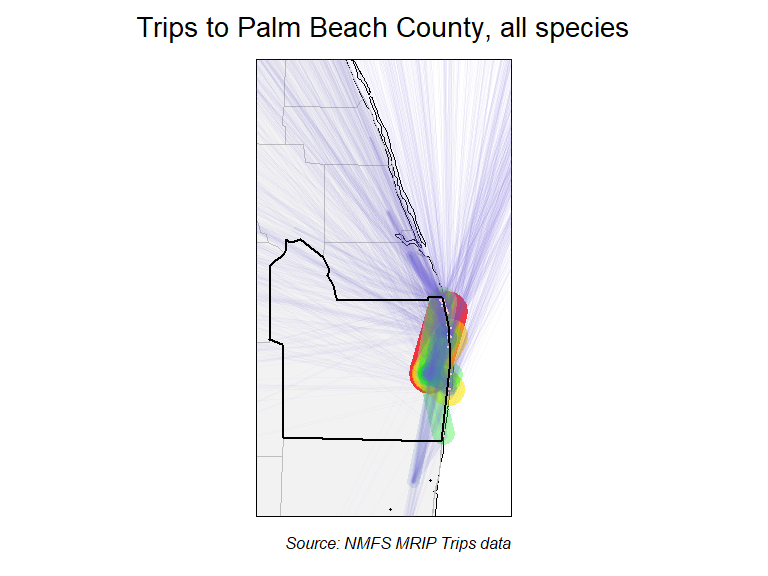 Trips to Palm Beach County, all species
Source: NMFS MRIP Trips data